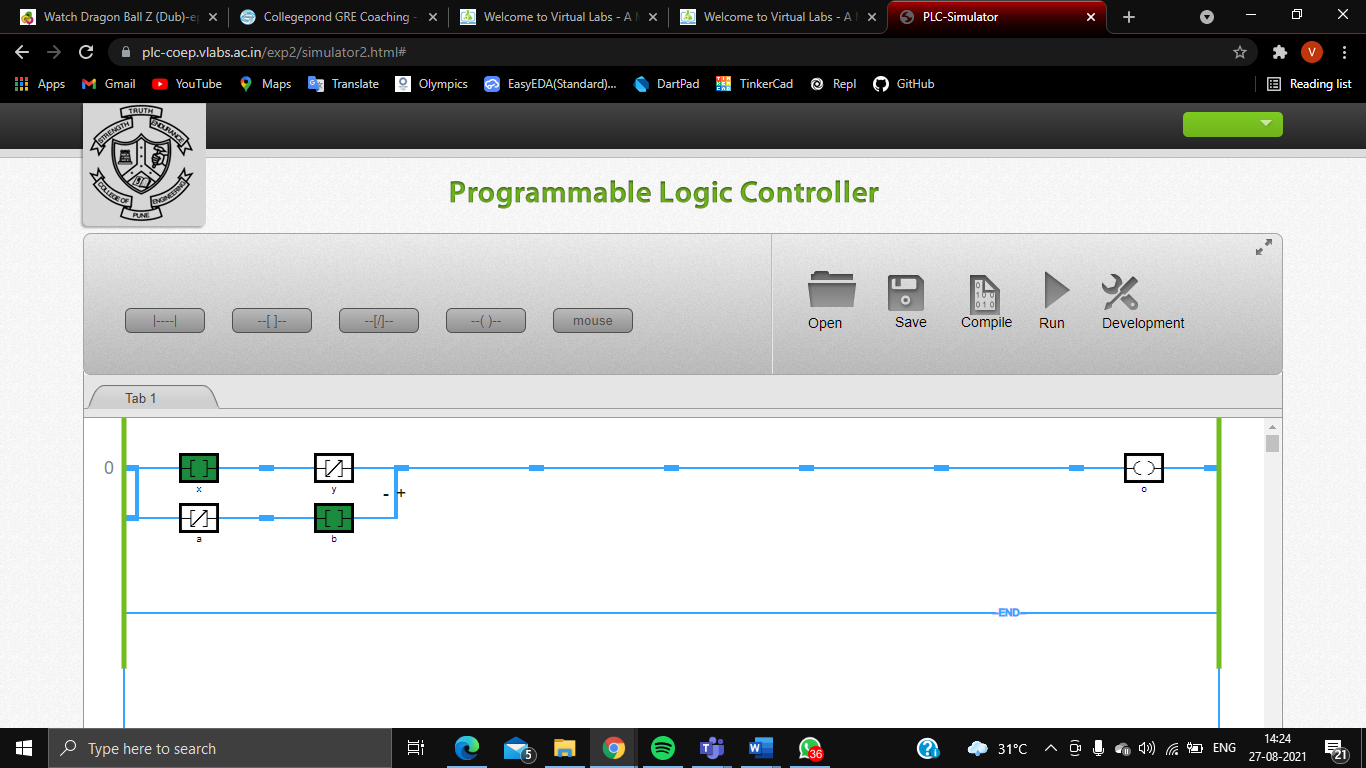 Watch Dragon Ball Z (Dub)-ep
Collegepond GRE Coaching -
Welcome to Virtual Labs - A M
Welcome to Virtual Labs - A M
PLC-Simulator
plc-coep.vlabs.ac.in/exp2/simulator2.html#
V
Apps
Gmail
YouTube
Maps
Translate
Olympics
EasyEDA(Standard)...
DartPad
TinkerCad
Repl
GitHub
Reading list
TRUTH
STRENGTH
ENDURANCE
COLLEGE OF
ENGINEERING
PUNE
Programmable Logic Controller
|----|
--[ ]--
--[/]--
--( )--
mouse
Open
Save
Compile
Run
Development
Tab 1
0
x
y
o
- +
a
b
-END-
Type here to search
5
36
31°C
ENG
14:24
27-08-2021
21